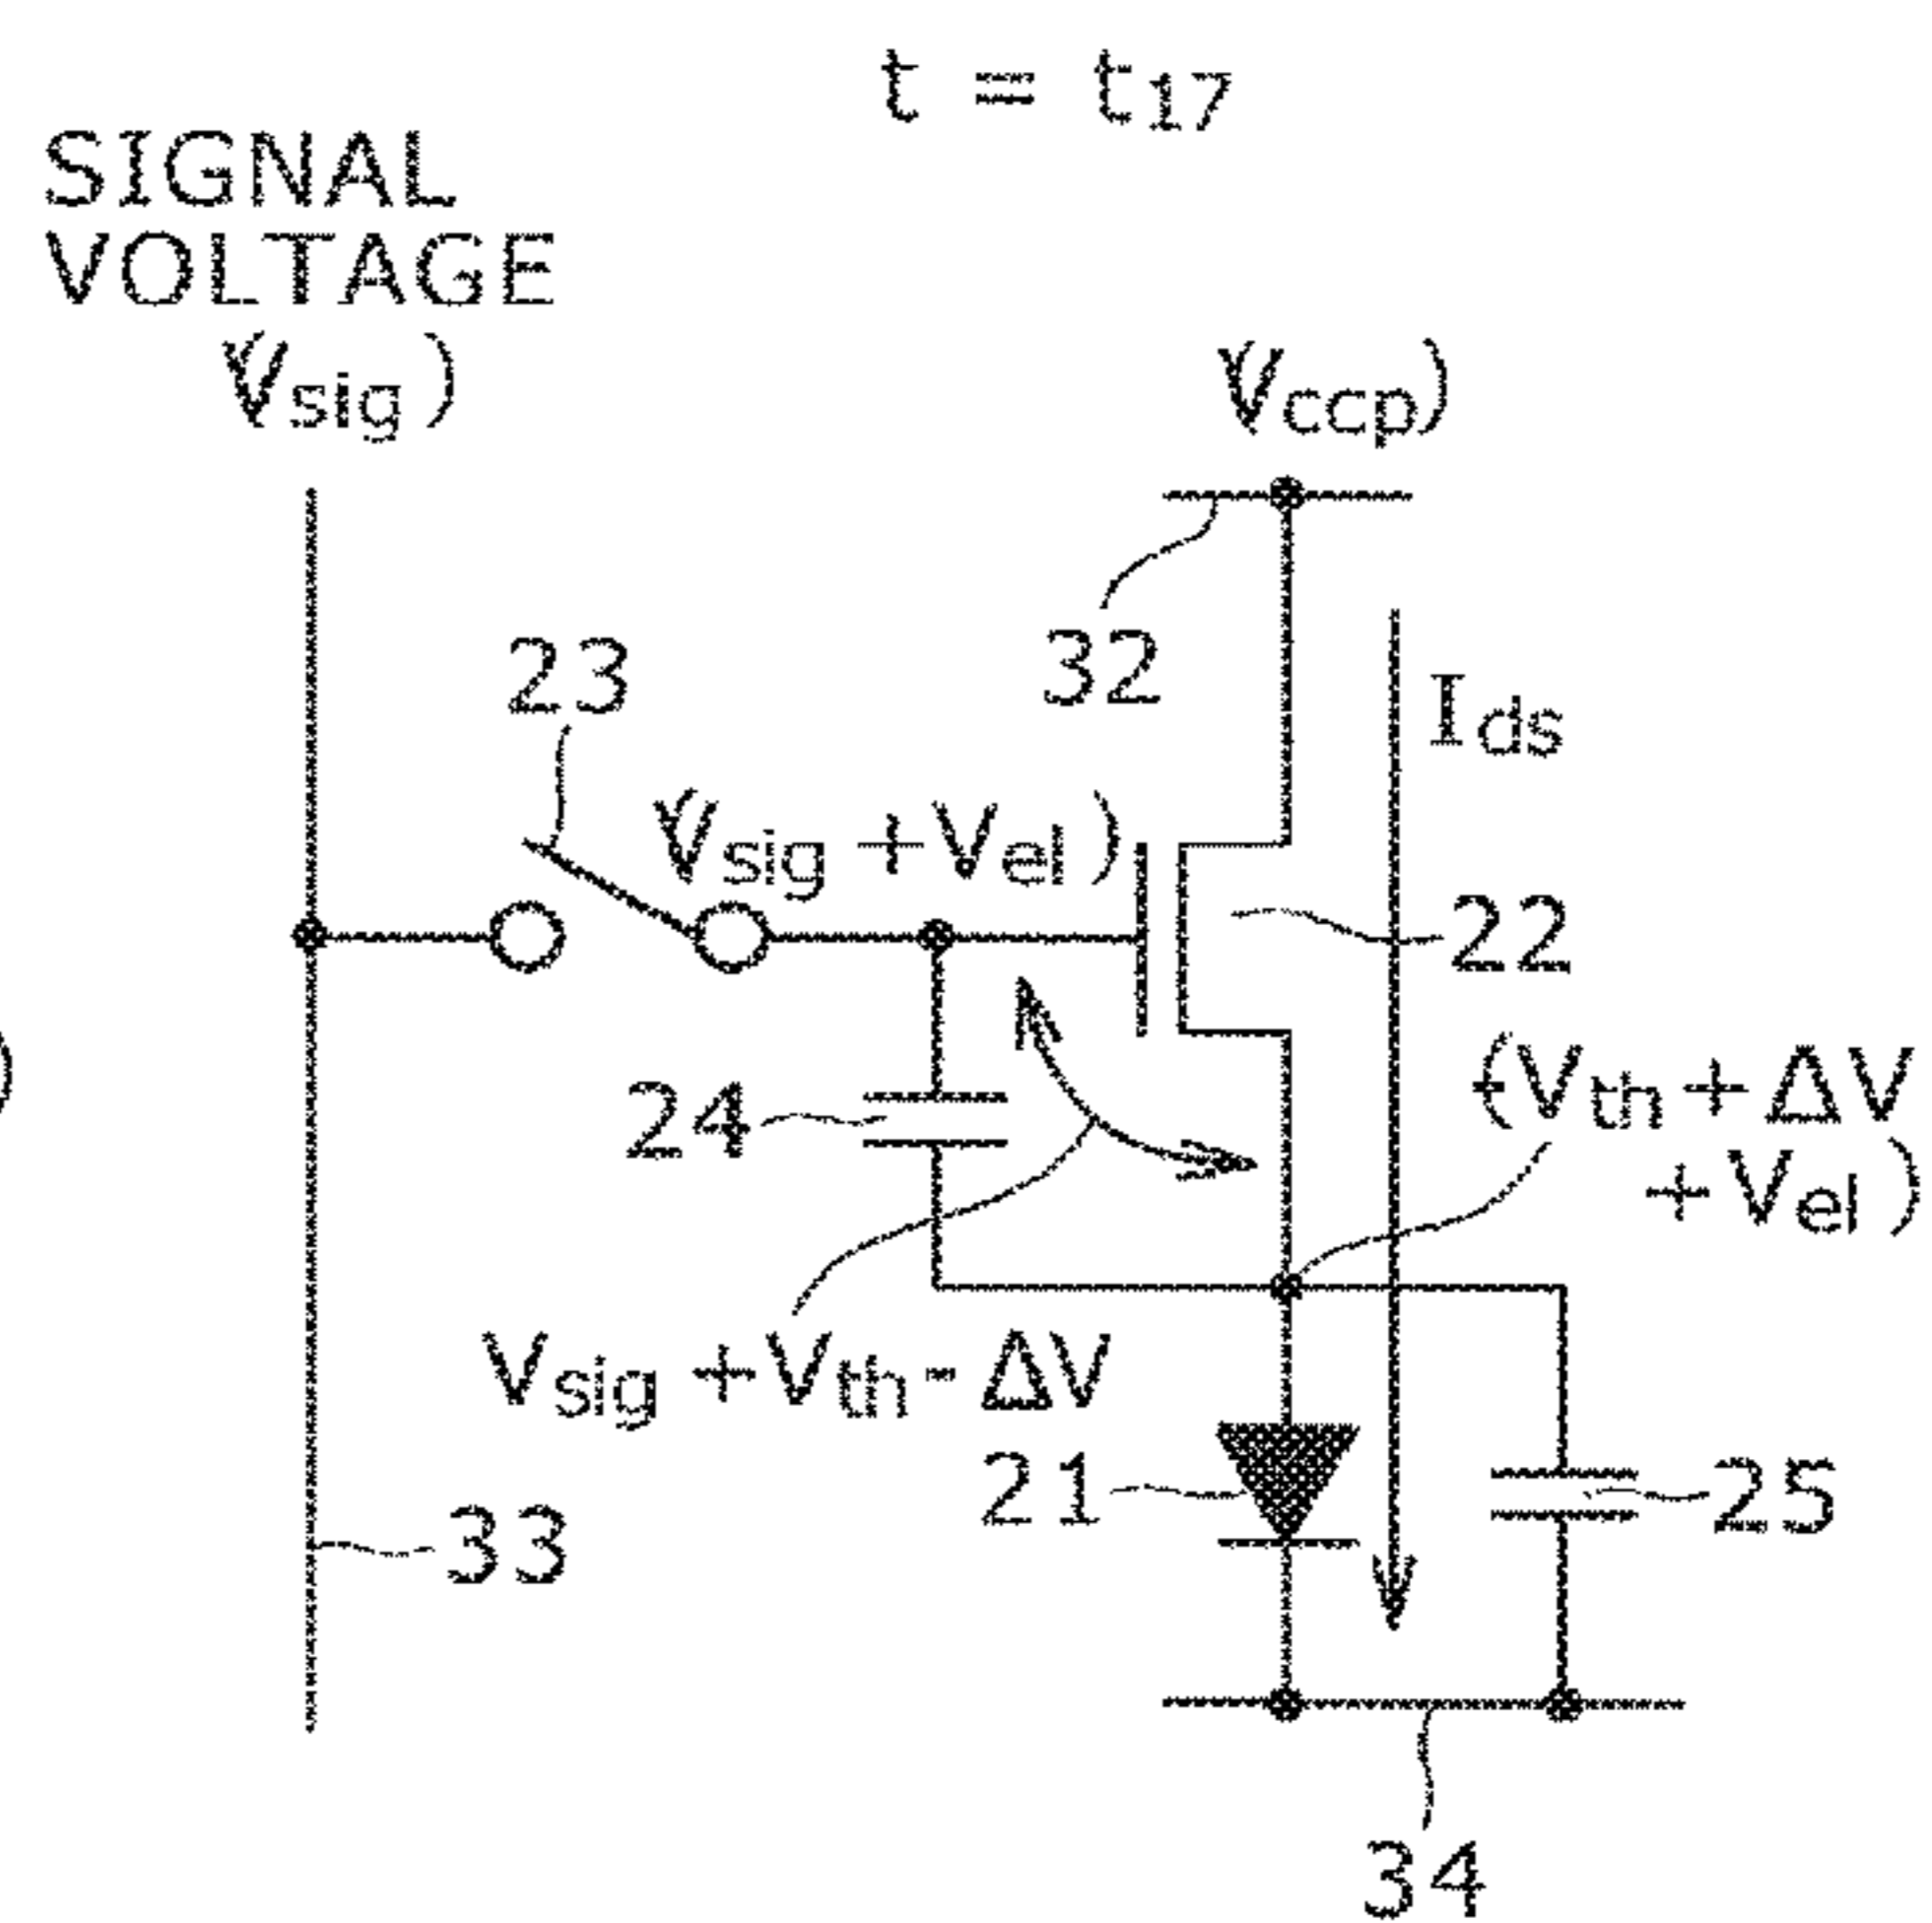 t = t17
SIGNAL
VOLTAGE
(Vsig)
(Vccp)
32
23
Ids
(Vsig+Vel)
22
)
24
(-Vth+ΔV
+Vel)
Vsig+Vth-ΔV
21
25
33
34